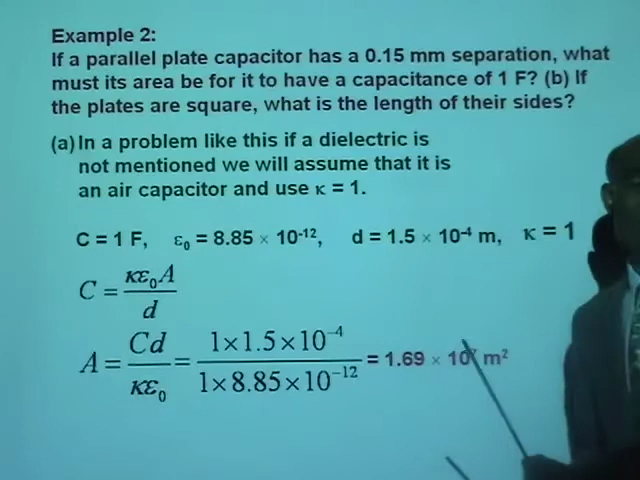 Example 2:
If a parallel plate capacitor has a 0.15 mm separation, what
must its area be for it to have a capacitance of 1 F? (b) If
the plates are square, what is the length of their sides?
(a) In a problem like this if a dielectric is
not mentioned we will assume that it is
an air capacitor and use κ = 1.
C = 1 F, ε₀ = 8.85 × 10⁻¹², d = 1.5 × 10⁻⁴ m, κ = 1
C = κε₀A / d
A = Cd / κε₀ = 1×1.5×10⁻⁴ / 1×8.85×10⁻¹² = 1.69 × 10⁷ m²